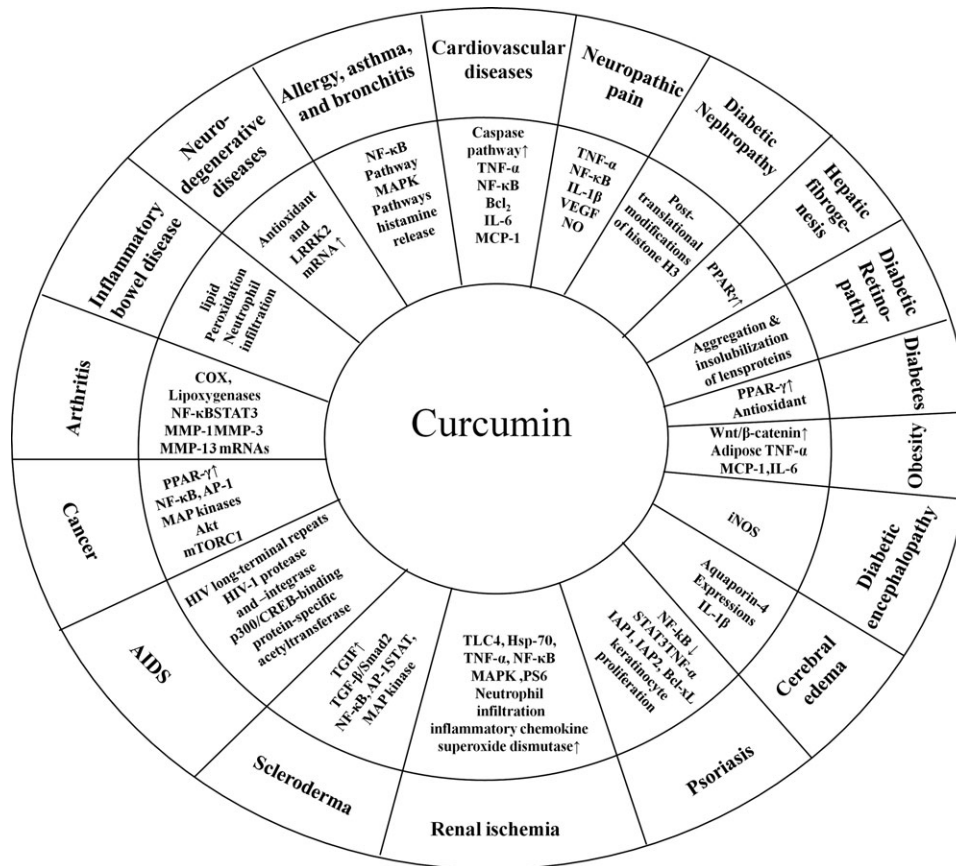 Curcumin
Cardiovascular
diseases
Caspase
pathway↑
TNF-α
NF-κB
Bcl₂
IL-6
MCP-1
Neuropathic
pain
TNF-α
NF-κB
IL-1β
VEGF
NO
Diabetic
Nephropathy
Post-
translational
modifications
of histone H3
Hepatic
fibroge-
nesis
PPARγ↑
Diabetic
Retino-
pathy
Aggregation &
insolubilization
of lensproteins
Diabetes
PPAR-γ↑
Antioxidant
Obesity
Wnt/β-catenin↑
Adipose TNF-α
MCP-1,IL-6
Diabetic
encephalopathy
iNOS
Cerebral
edema
Aquaporin-4
Expressions
IL-1β
Psoriasis
NF-kB ↓
STAT3TNF-α
IAP1, IAP2, Bcl-xL
keratinocyte
proliferation
Renal ischemia
TLC4, Hsp-70,
TNF-α, NF-κB
MAPK ,PS6
Neutrophil
infiltration
inflammatory chemokine
superoxide dismutase↑
Scleroderma
TGIF↑
TGF-β/Smad2
NF-κB, AP-1STAT,
MAP kinase
AIDS
HIV long-terminal repeats
HIV-1 protease
and –integrase
p300/CREB-binding
protein-specific
acetyltransferase
Cancer
PPAR-γ↑
NF-κB, AP-1
MAP kinases
Akt
mTORC1
Arthritis
COX,
Lipoxygenases
NF-κBSTAT3
MMP-1MMP-3
MMP-13 mRNAs
Inflammatory
bowel disease
lipid
Peroxidation
Neutrophil
infiltration
Neuro-
degenerative
diseases
Antioxidant
and
LRRK2
mRNA↑
Allergy, asthma,
and bronchitis
NF-κB
Pathway
MAPK
Pathways
histamine
release